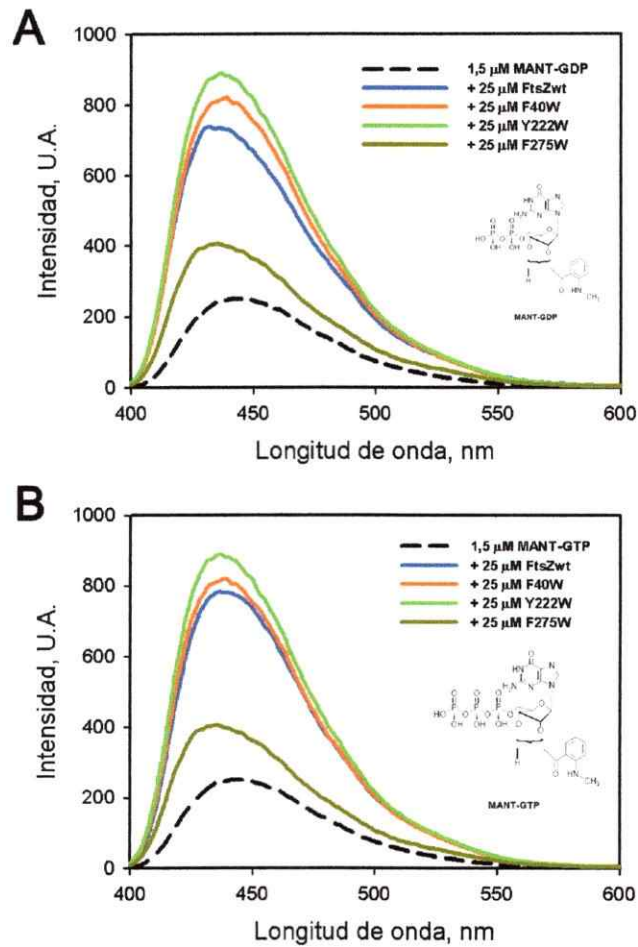 A
1000
800
600
400
200
0
Intensidad, U.A.
1,5 µM MANT-GDP
+ 25 µM FtsZwt
+ 25 µM F40W
+ 25 µM Y222W
+ 25 µM F275W
MANT-GDP
400 450 500 550 600
Longitud de onda, nm
B
1000
800
600
400
200
0
Intensidad, U.A.
1,5 µM MANT-GTP
+ 25 µM FtsZwt
+ 25 µM F40W
+ 25 µM Y222W
+ 25 µM F275W
MANT-GTP
400 450 500 550 600
Longitud de onda, nm